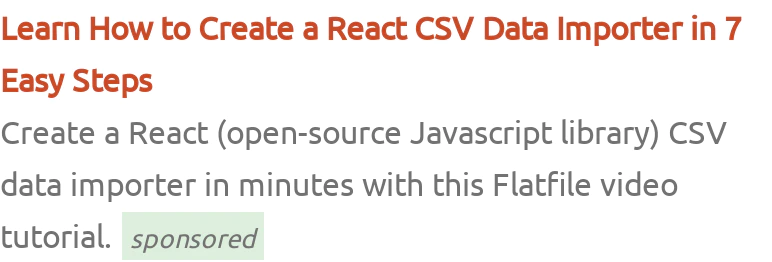 Learn How to Create a React CSV Data Importer in 7
Easy Steps
Create a React (open-source Javascript library) CSV
data importer in minutes with this Flatfile video
tutorial. sponsored